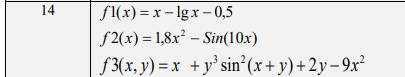 14
f1(x) = x − lg x − 0,5
f2(x) = 1,8x² − Sin(10x)
f3(x, y) = x + y³ sin²(x + y) + 2y − 9x²